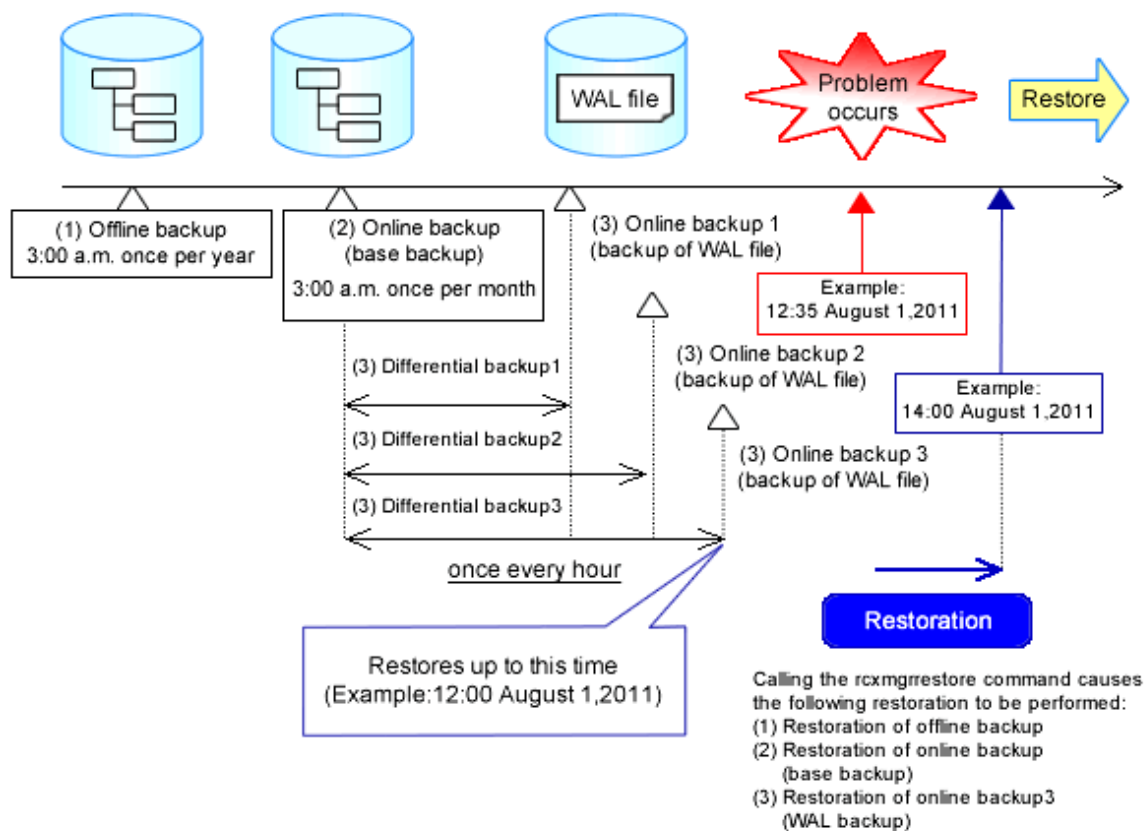 WAL file
Problem
occurs
Restore
(1) Offline backup
3:00 a.m. once per year
(2) Online backup
(base backup)
3:00 a.m. once per month
(3) Online backup 1
(backup of WAL file)
Example:
12:35 August 1,2011
(3) Differential backup1
(3) Online backup 2
(backup of WAL file)
Example:
14:00 August 1,2011
(3) Differential backup2
(3) Online backup 3
(backup of WAL file)
(3) Differential backup3
once every hour
Restores up to this time
(Example:12:00 August 1,2011)
Restoration
Calling the rcxmgrrestore command causes
the following restoration to be performed:
(1) Restoration of offline backup
(2) Restoration of online backup
(base backup)
(3) Restoration of online backup3
(WAL backup)